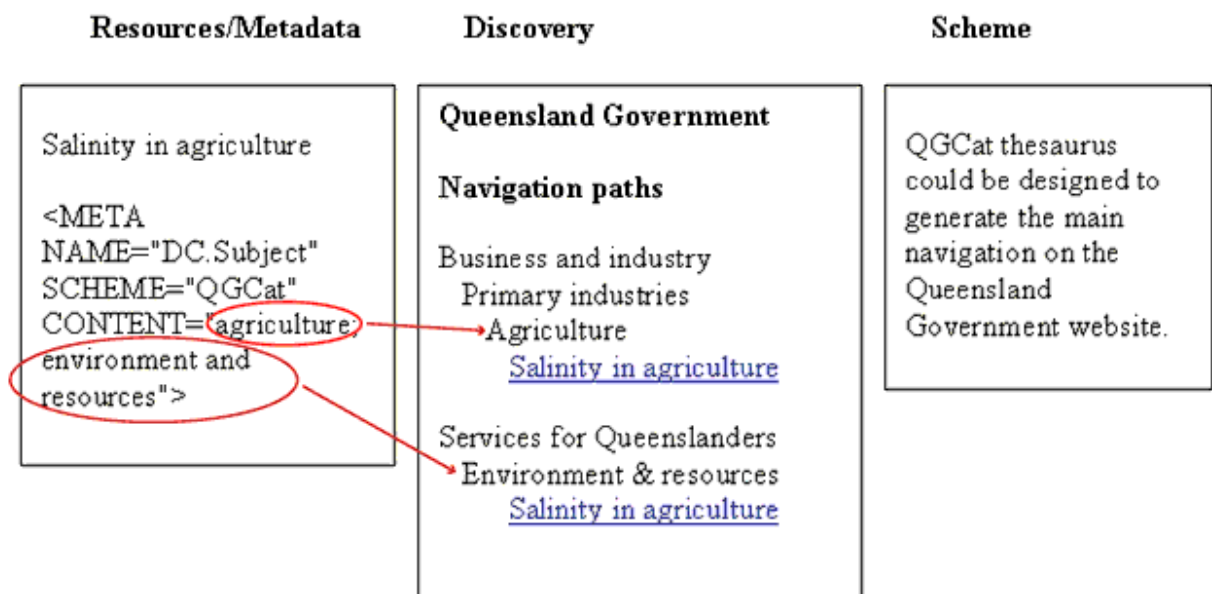 Resources/Metadata
Discovery
Scheme
Salinity in agriculture
<META
NAME="DC.Subject"
SCHEME="QGCat"
CONTENT="agriculture;
environment and
resources">
Queensland Government
Navigation paths
Business and industry
Primary industries
Agriculture
Salinity in agriculture
Services for Queenslanders
Environment & resources
Salinity in agriculture
QGCat thesaurus
could be designed to
generate the main
navigation on the
Queensland
Government website.